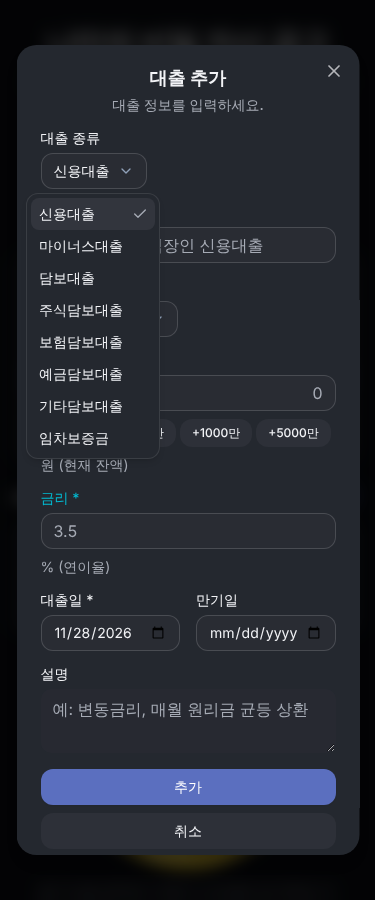 대출 추가
대출 정보를 입력하세요.
대출 종류
신용대출
신용대출
마이너스대출
담보대출
주식담보대출
보험담보대출
예금담보대출
기타담보대출
임차보증금
신용대출
0
+1000만
+5000만
원 (현재 잔액)
금리 *
3.5
% (연이율)
대출일 *
만기일
11/28/2026
mm/dd/yyyy
설명
예: 변동금리, 매월 원리금 균등 상환
추가
취소